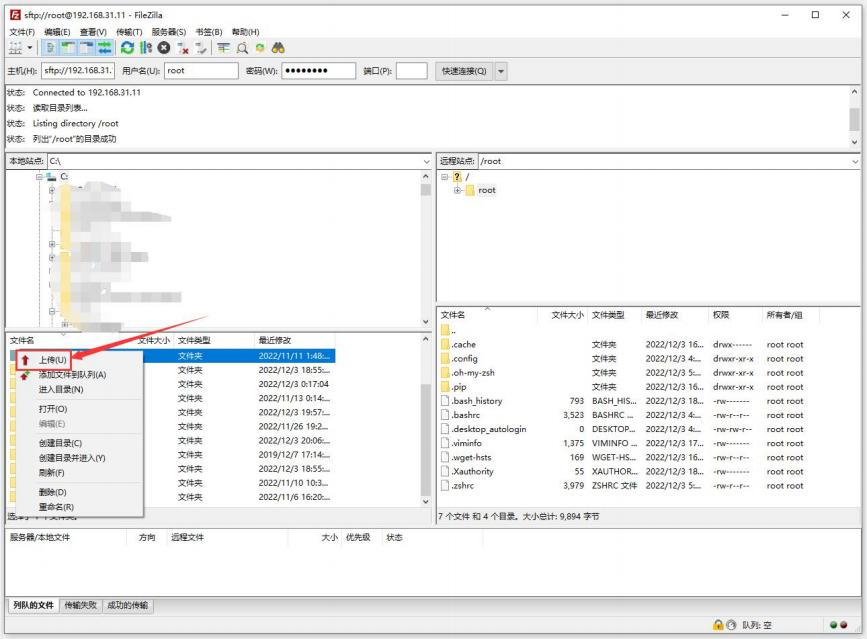 sftp://root@192.168.31.11 - FileZilla
文件(F) 编辑(E) 查看(V) 传输(T) 服务器(S) 书签(B) 帮助(H)
主机(H): sftp://192.168.31. 用户名(U): root 密码(W): ●●●●●●●● 端口(P): 快速连接(Q)
状态: Connected to 192.168.31.11
状态: 读取目录列表...
状态: Listing directory /root
状态: 列出"/root"的目录成功
本地站点: C:\
C:
远程站点: /root
/
root
文件名 文件大小 文件类型 最近修改
文件夹 2022/11/11 1:48:...
文件夹 2022/12/3 18:55:...
文件夹 2022/12/3 0:17:04
文件夹 2022/11/13 0:14:...
文件夹 2022/12/3 19:57:...
文件夹 2022/11/26 19:2...
文件夹 2022/12/3 20:06:...
文件夹 2019/12/7 17:14:...
文件夹 2022/12/3 18:55:...
文件夹 2022/11/10 10:3...
文件夹 2022/11/6 16:20:...
上传(U)
添加文件到队列(A)
进入目录(N)
打开(O)
编辑(E)
创建目录(C)
创建目录并进入(Y)
刷新(F)
删除(D)
重命名(R)
文件名 文件大小 文件类型 最近修改 权限 所有者/组
..
.cache 文件夹 2022/12/3 16... drwx------ root root
.config 文件夹 2022/12/3 16... drwxr-xr-x root root
.oh-my-zsh 文件夹 2022/12/3 5:... drwxr-xr-x root root
.pip 文件夹 2022/12/3 16... drwxr-xr-x root root
.bash_history 793 BASH_HIS... 2022/12/3 18... -rw------- root root
.bashrc 3,523 BASHRC ... 2022/12/3 5:... -rw-r--r-- root root
.desktop_autologin 0 DESKTOP... 2022/12/3 5:... -rw-rw-r-- root root
.viminfo 1,375 VIMINFO ... 2022/12/3 17... -rw------- root root
.wget-hsts 169 WGET-HS... 2022/12/3 16... -rw-r--r-- root root
.Xauthority 55 XAUTHOR... 2022/12/3 18... -rw------- root root
.zshrc 3,979 ZSHRC 文件 2022/12/3 5:... -rw-r--r-- root root
7 个文件 和 4 个目录。大小总计: 9,894 字节
服务器/本地文件 方向 远程文件 大小 优先级 状态
列队的文件 传输失败 成功的传输
队列: 空